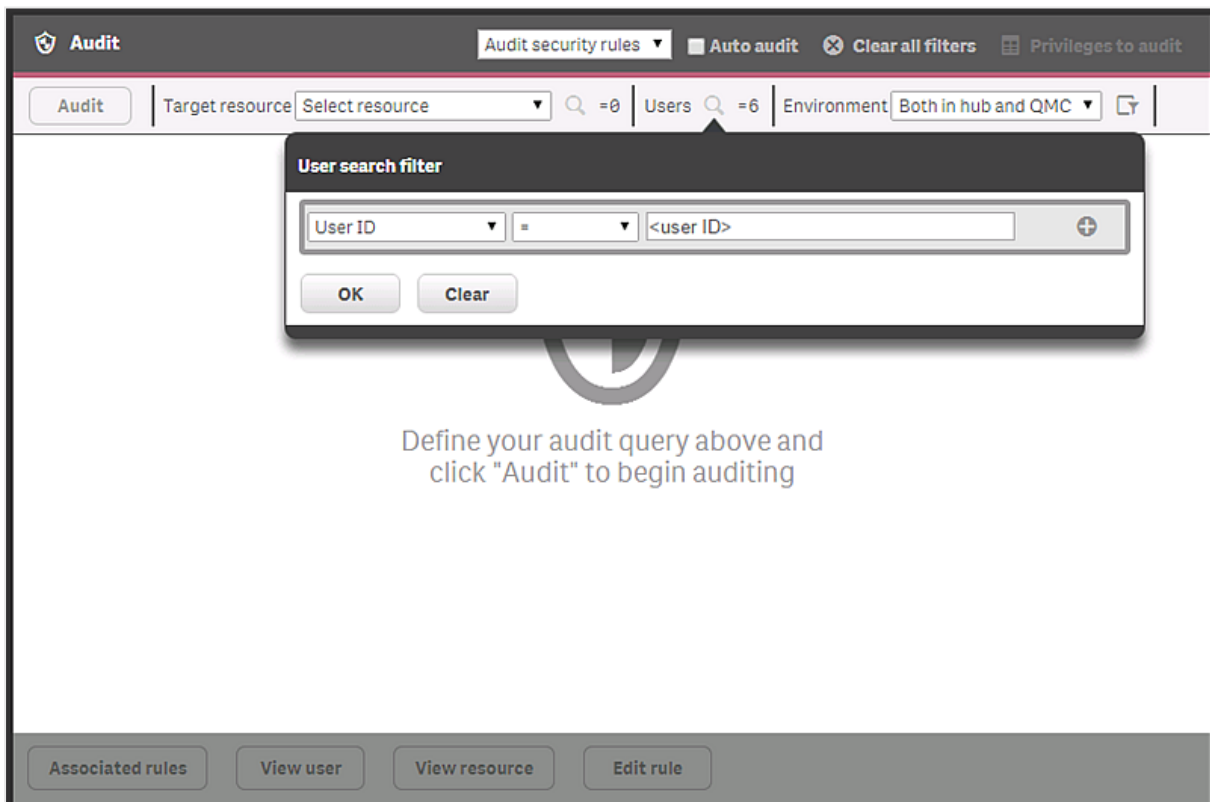 Audit Audit security rules Auto audit Clear all filters Privileges to audit
Audit Target resource Select resource =0 Users =6 Environment Both in hub and QMC
User search filter
User ID = <user ID>
OK Clear
Define your audit query above and
click "Audit" to begin auditing
Associated rules View user View resource Edit rule